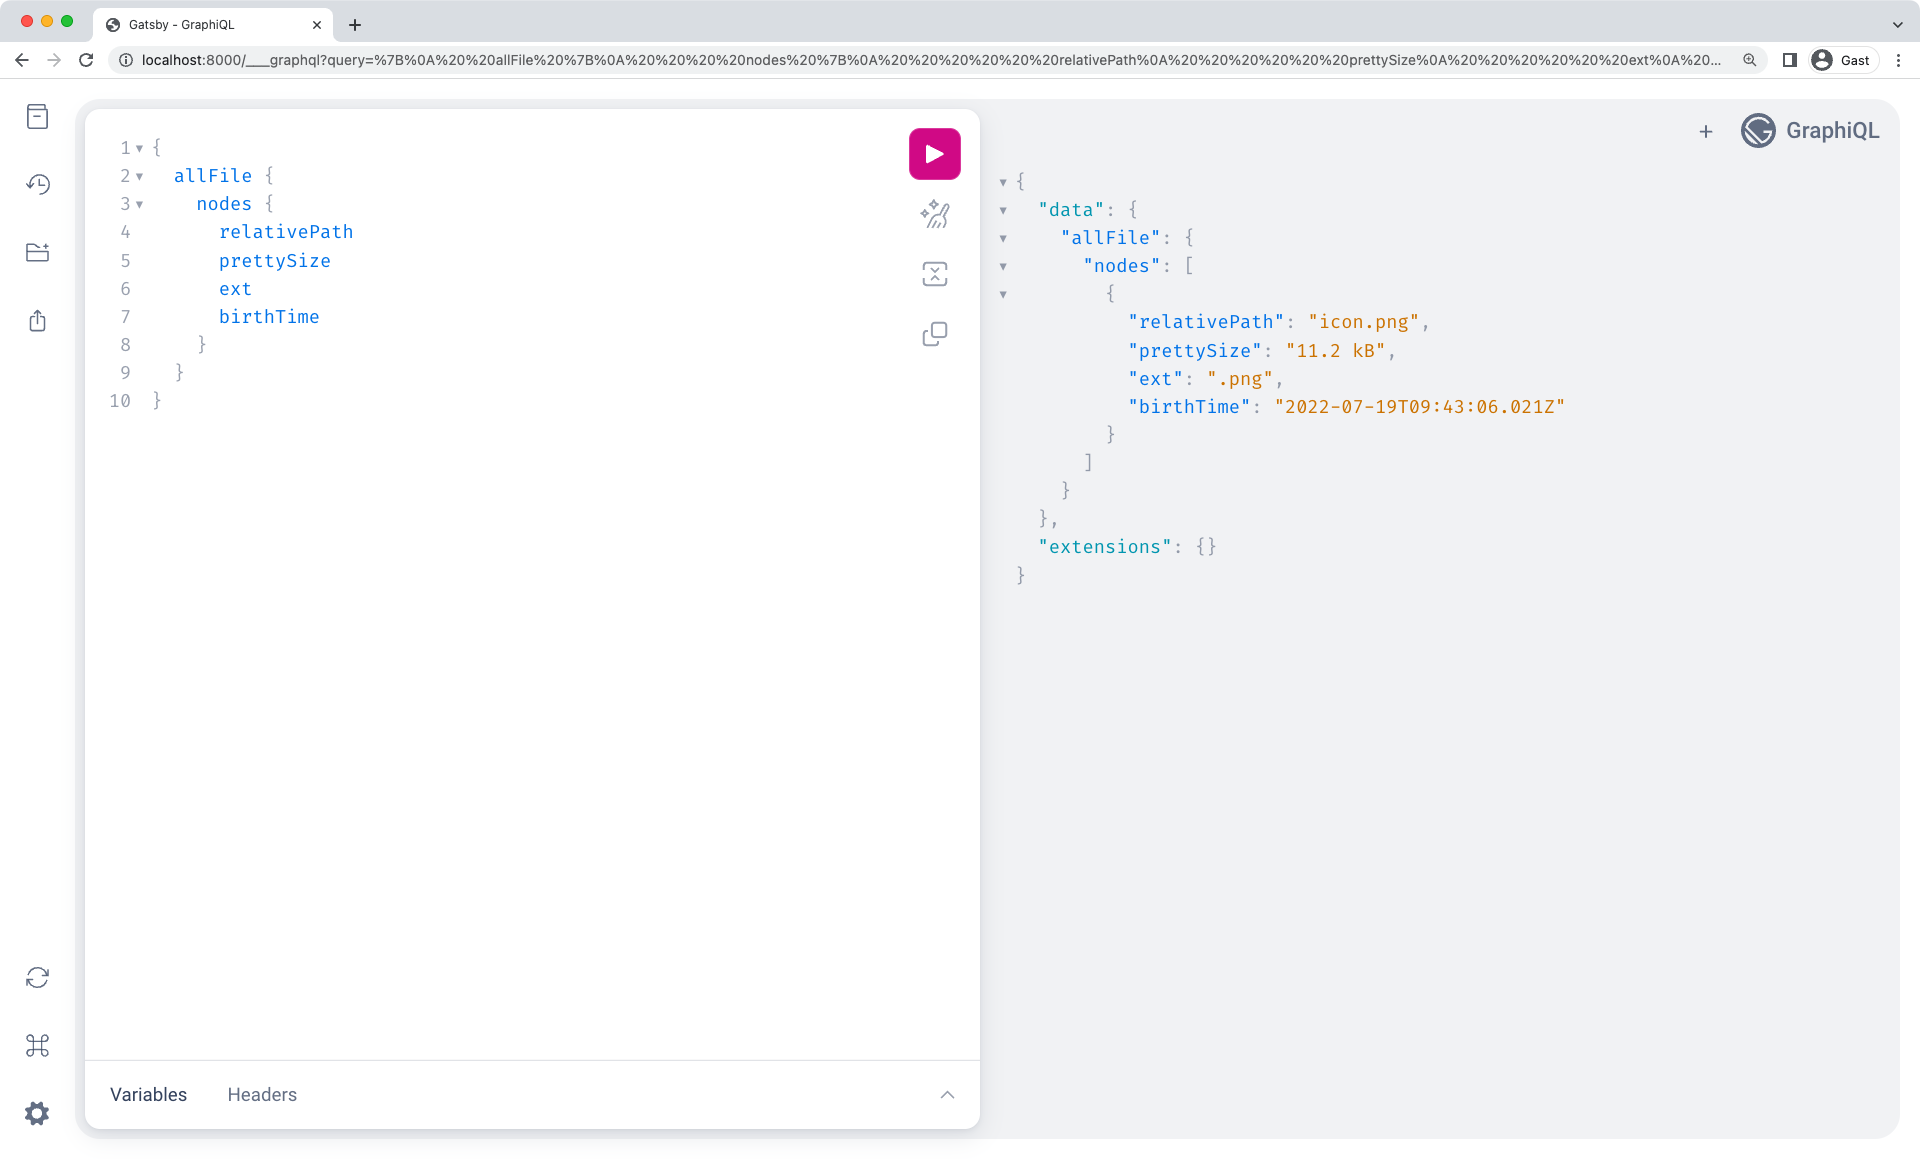 Gatsby - GraphiQL
localhost:8000/___graphql?query=%7B%0A%20%20allFile%20%7B%0A%20%20%20%20nodes%20%7B%0A%20%20%20%20%20%20relativePath%0A%20%20%20%20%20%20prettySize%0A%20%20%20%20%20%20ext%0A%20%20...
Gast
1 {
2 allFile {
3 nodes {
4 relativePath
5 prettySize
6 ext
7 birthTime
8 }
9 }
10 }
Variables Headers
GraphiQL
{
"data": {
"allFile": {
"nodes": [
{
"relativePath": "icon.png",
"prettySize": "11.2 kB",
"ext": ".png",
"birthTime": "2022-07-19T09:43:06.021Z"
}
]
}
},
"extensions": {}
}